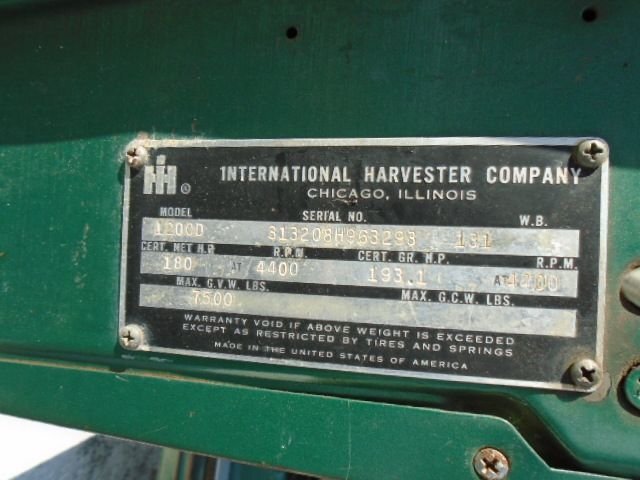 IH ® INTERNATIONAL HARVESTER COMPANY
CHICAGO, ILLINOIS
MODEL SERIAL NO. W.B.
1200D 313208H963293 131
CERT. NET H.P. R.P.M. CERT. GR. H.P. R.P.M.
180 AT 4400 193.1 AT 4200
MAX. G.V.W. LBS. MAX. G.C.W. LBS.
7500
WARRANTY VOID IF ABOVE WEIGHT IS EXCEEDED
EXCEPT AS RESTRICTED BY TIRES AND SPRINGS
MADE IN THE UNITED STATES OF AMERICA